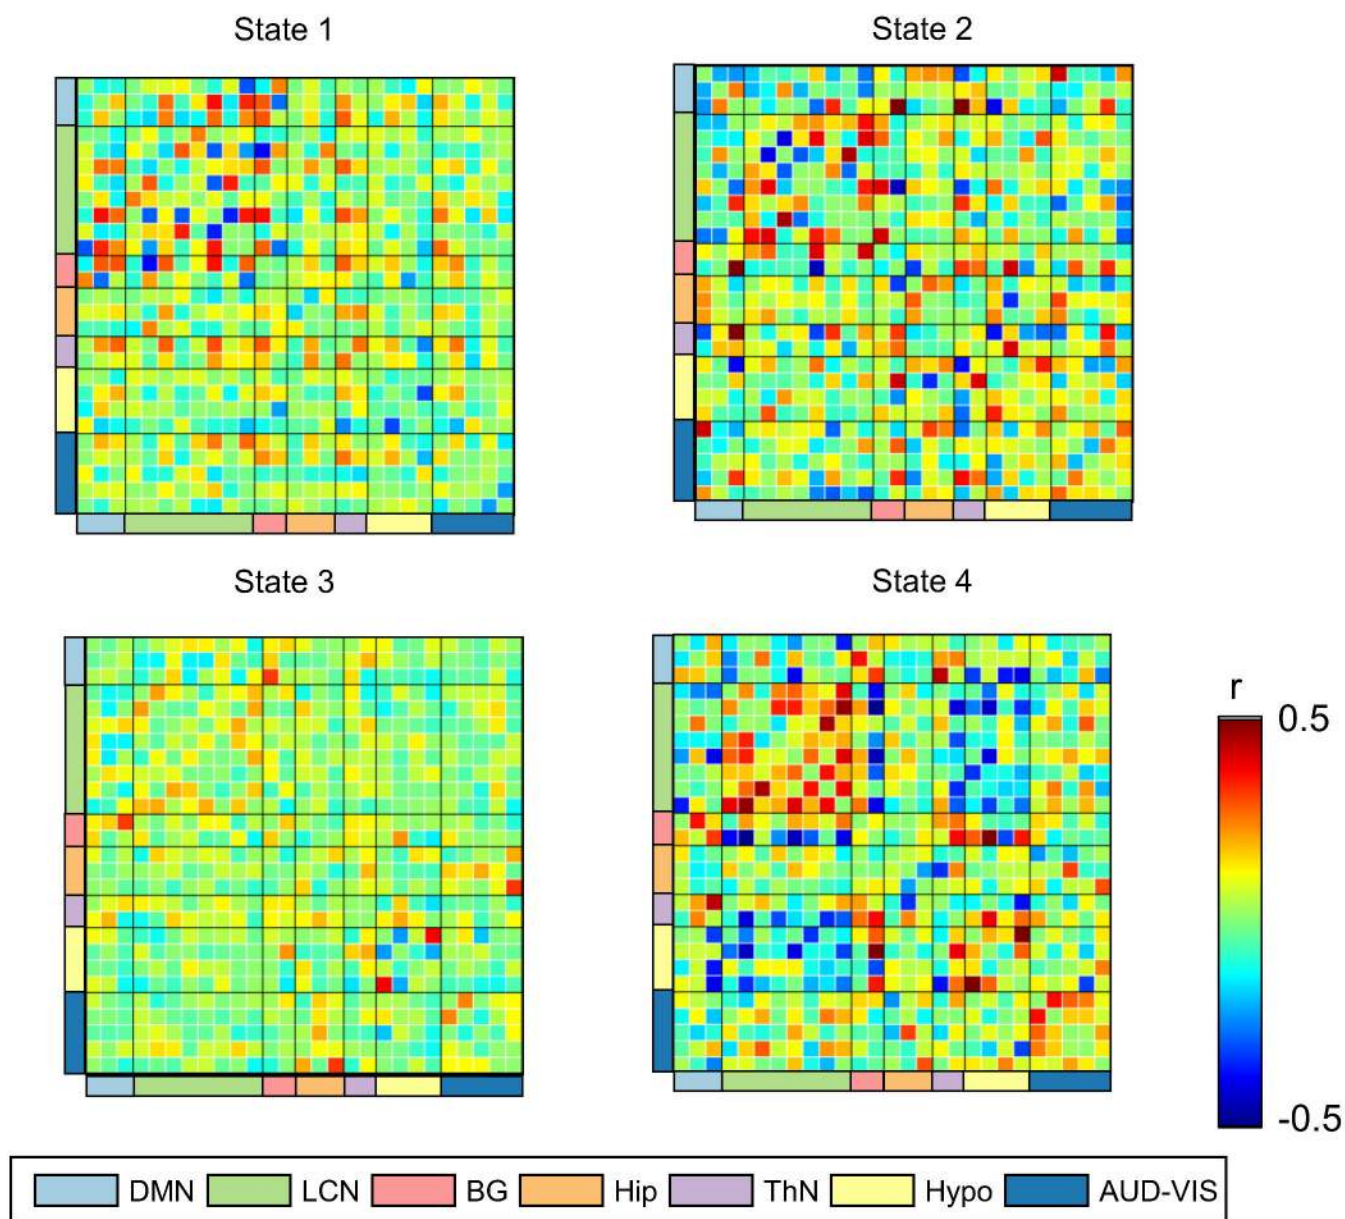 State 1
State 2
State 3
State 4
r
0.5
-0.5
DMN LCN BG Hip ThN Hypo AUD-VIS